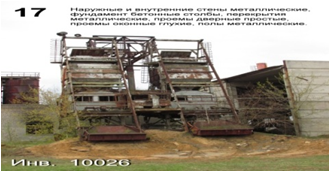 17
Наружные и внутренние стены металлические,
фундамент бетонные столбы, перекрытия
металлические, проемы дверные простые,
проемы оконные глухие, полы металлические.
Инв. 10026